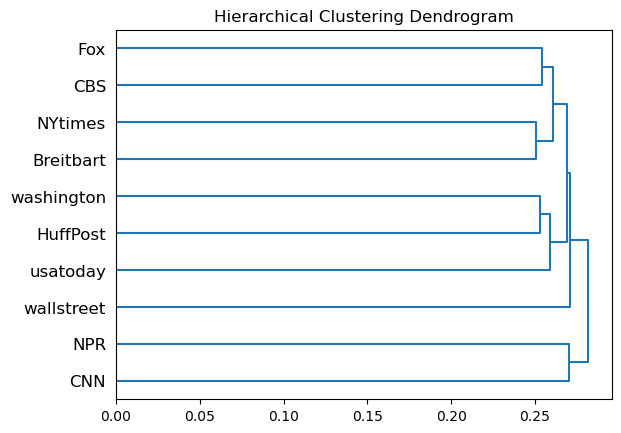 Hierarchical Clustering Dendrogram
Fox
CBS
NYtimes
Breitbart
washington
HuffPost
usatoday
wallstreet
NPR
CNN
0.00 0.05 0.10 0.15 0.20 0.25